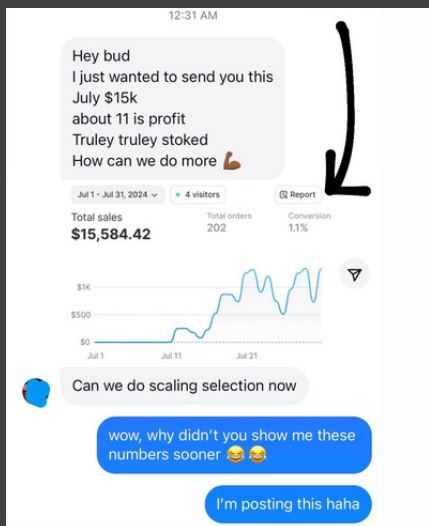 12:31 AM
Hey bud
I just wanted to send you this
July $15k
about 11 is profit
Truley truley stoked
How can we do more 💪🏾
Jul 1 - Jul 31, 2024
4 visitors
Report
Total sales
Total orders
Conversion
$15,584.42
202
1.1%
$1K
$500
$0
Jul 1
Jul 11
Jul 21
Can we do scaling selection now
wow, why didn't you show me these
numbers sooner 😂 😂
I'm posting this haha